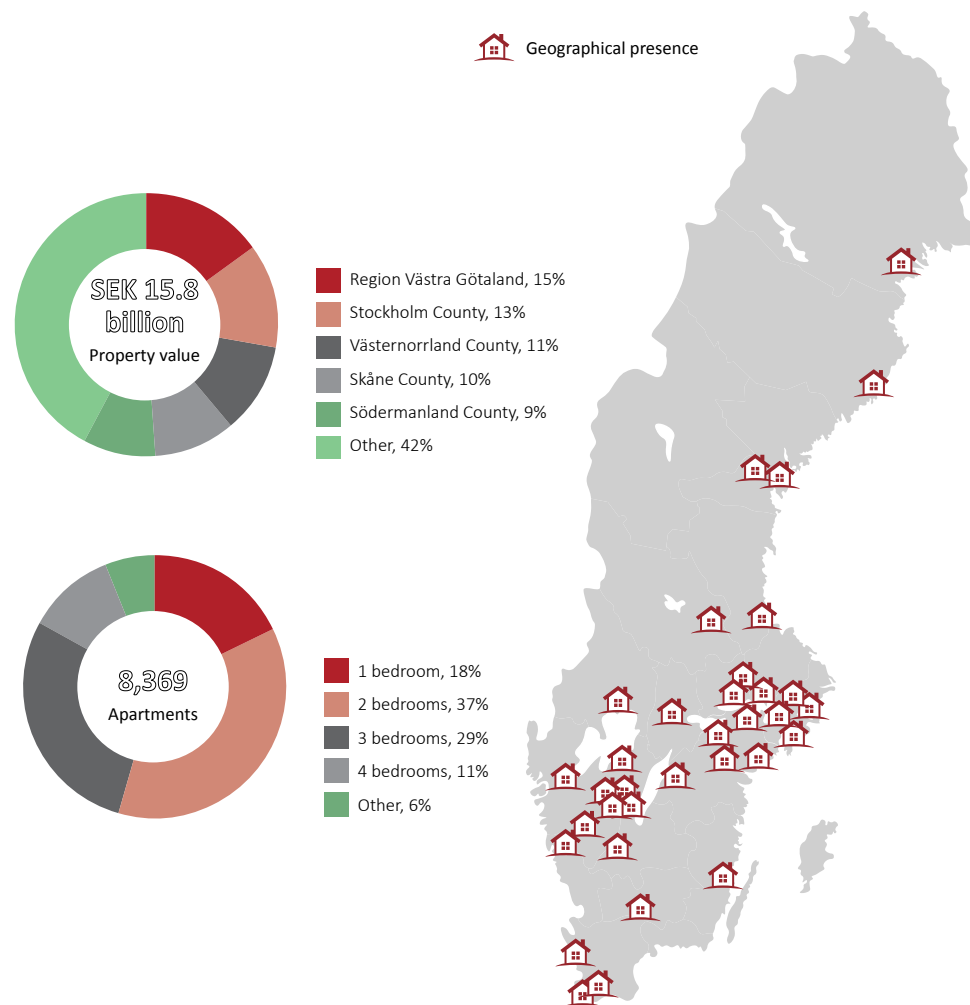 Geographical presence
SEK 15.8
billion
Property value
Region Västra Götaland, 15%
Stockholm County, 13%
Västernorrland County, 11%
Skåne County, 10%
Södermanland County, 9%
Other, 42%
8,369
Apartments
1 bedroom, 18%
2 bedrooms, 37%
3 bedrooms, 29%
4 bedrooms, 11%
Other, 6%